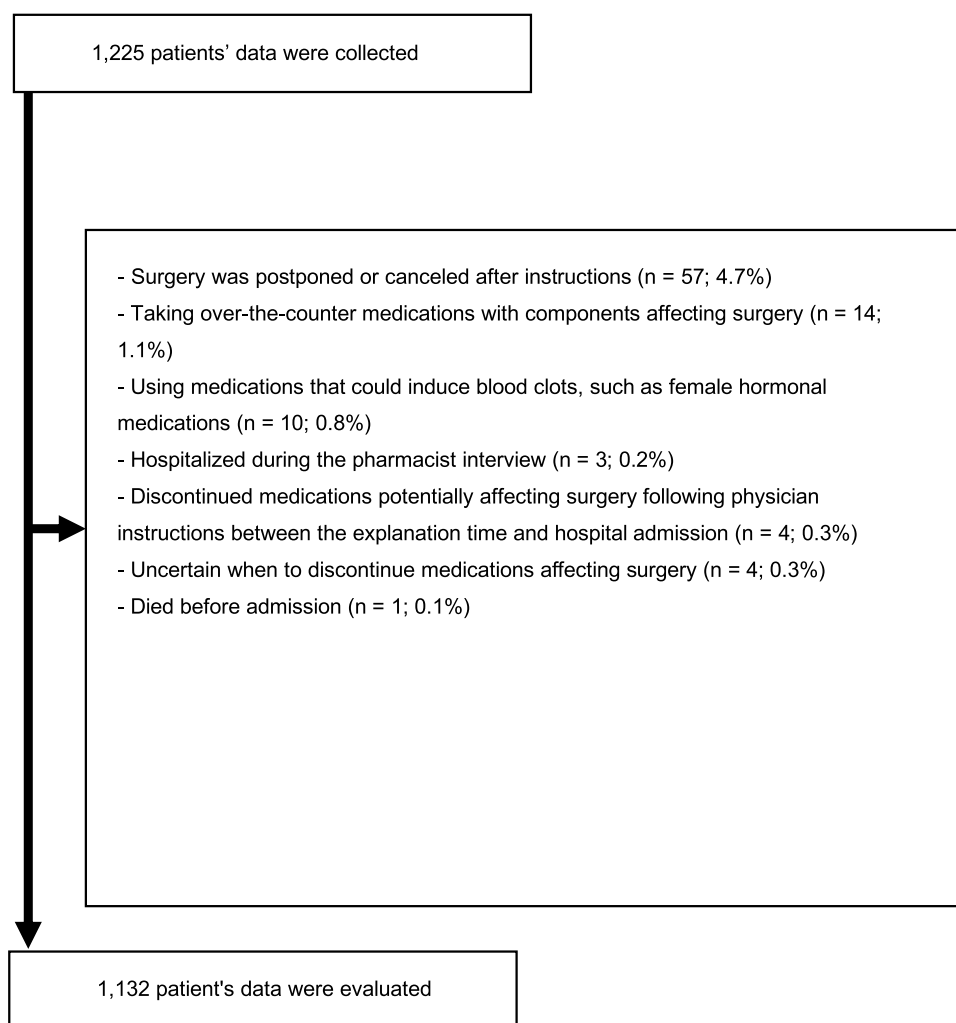 1,225 patients’ data were collected
- Surgery was postponed or canceled after instructions (n = 57; 4.7%)
- Taking over-the-counter medications with components affecting surgery (n = 14;
1.1%)
- Using medications that could induce blood clots, such as female hormonal
medications (n = 10; 0.8%)
- Hospitalized during the pharmacist interview (n = 3; 0.2%)
- Discontinued medications potentially affecting surgery following physician
instructions between the explanation time and hospital admission (n = 4; 0.3%)
- Uncertain when to discontinue medications affecting surgery (n = 4; 0.3%)
- Died before admission (n = 1; 0.1%)
1,132 patient's data were evaluated